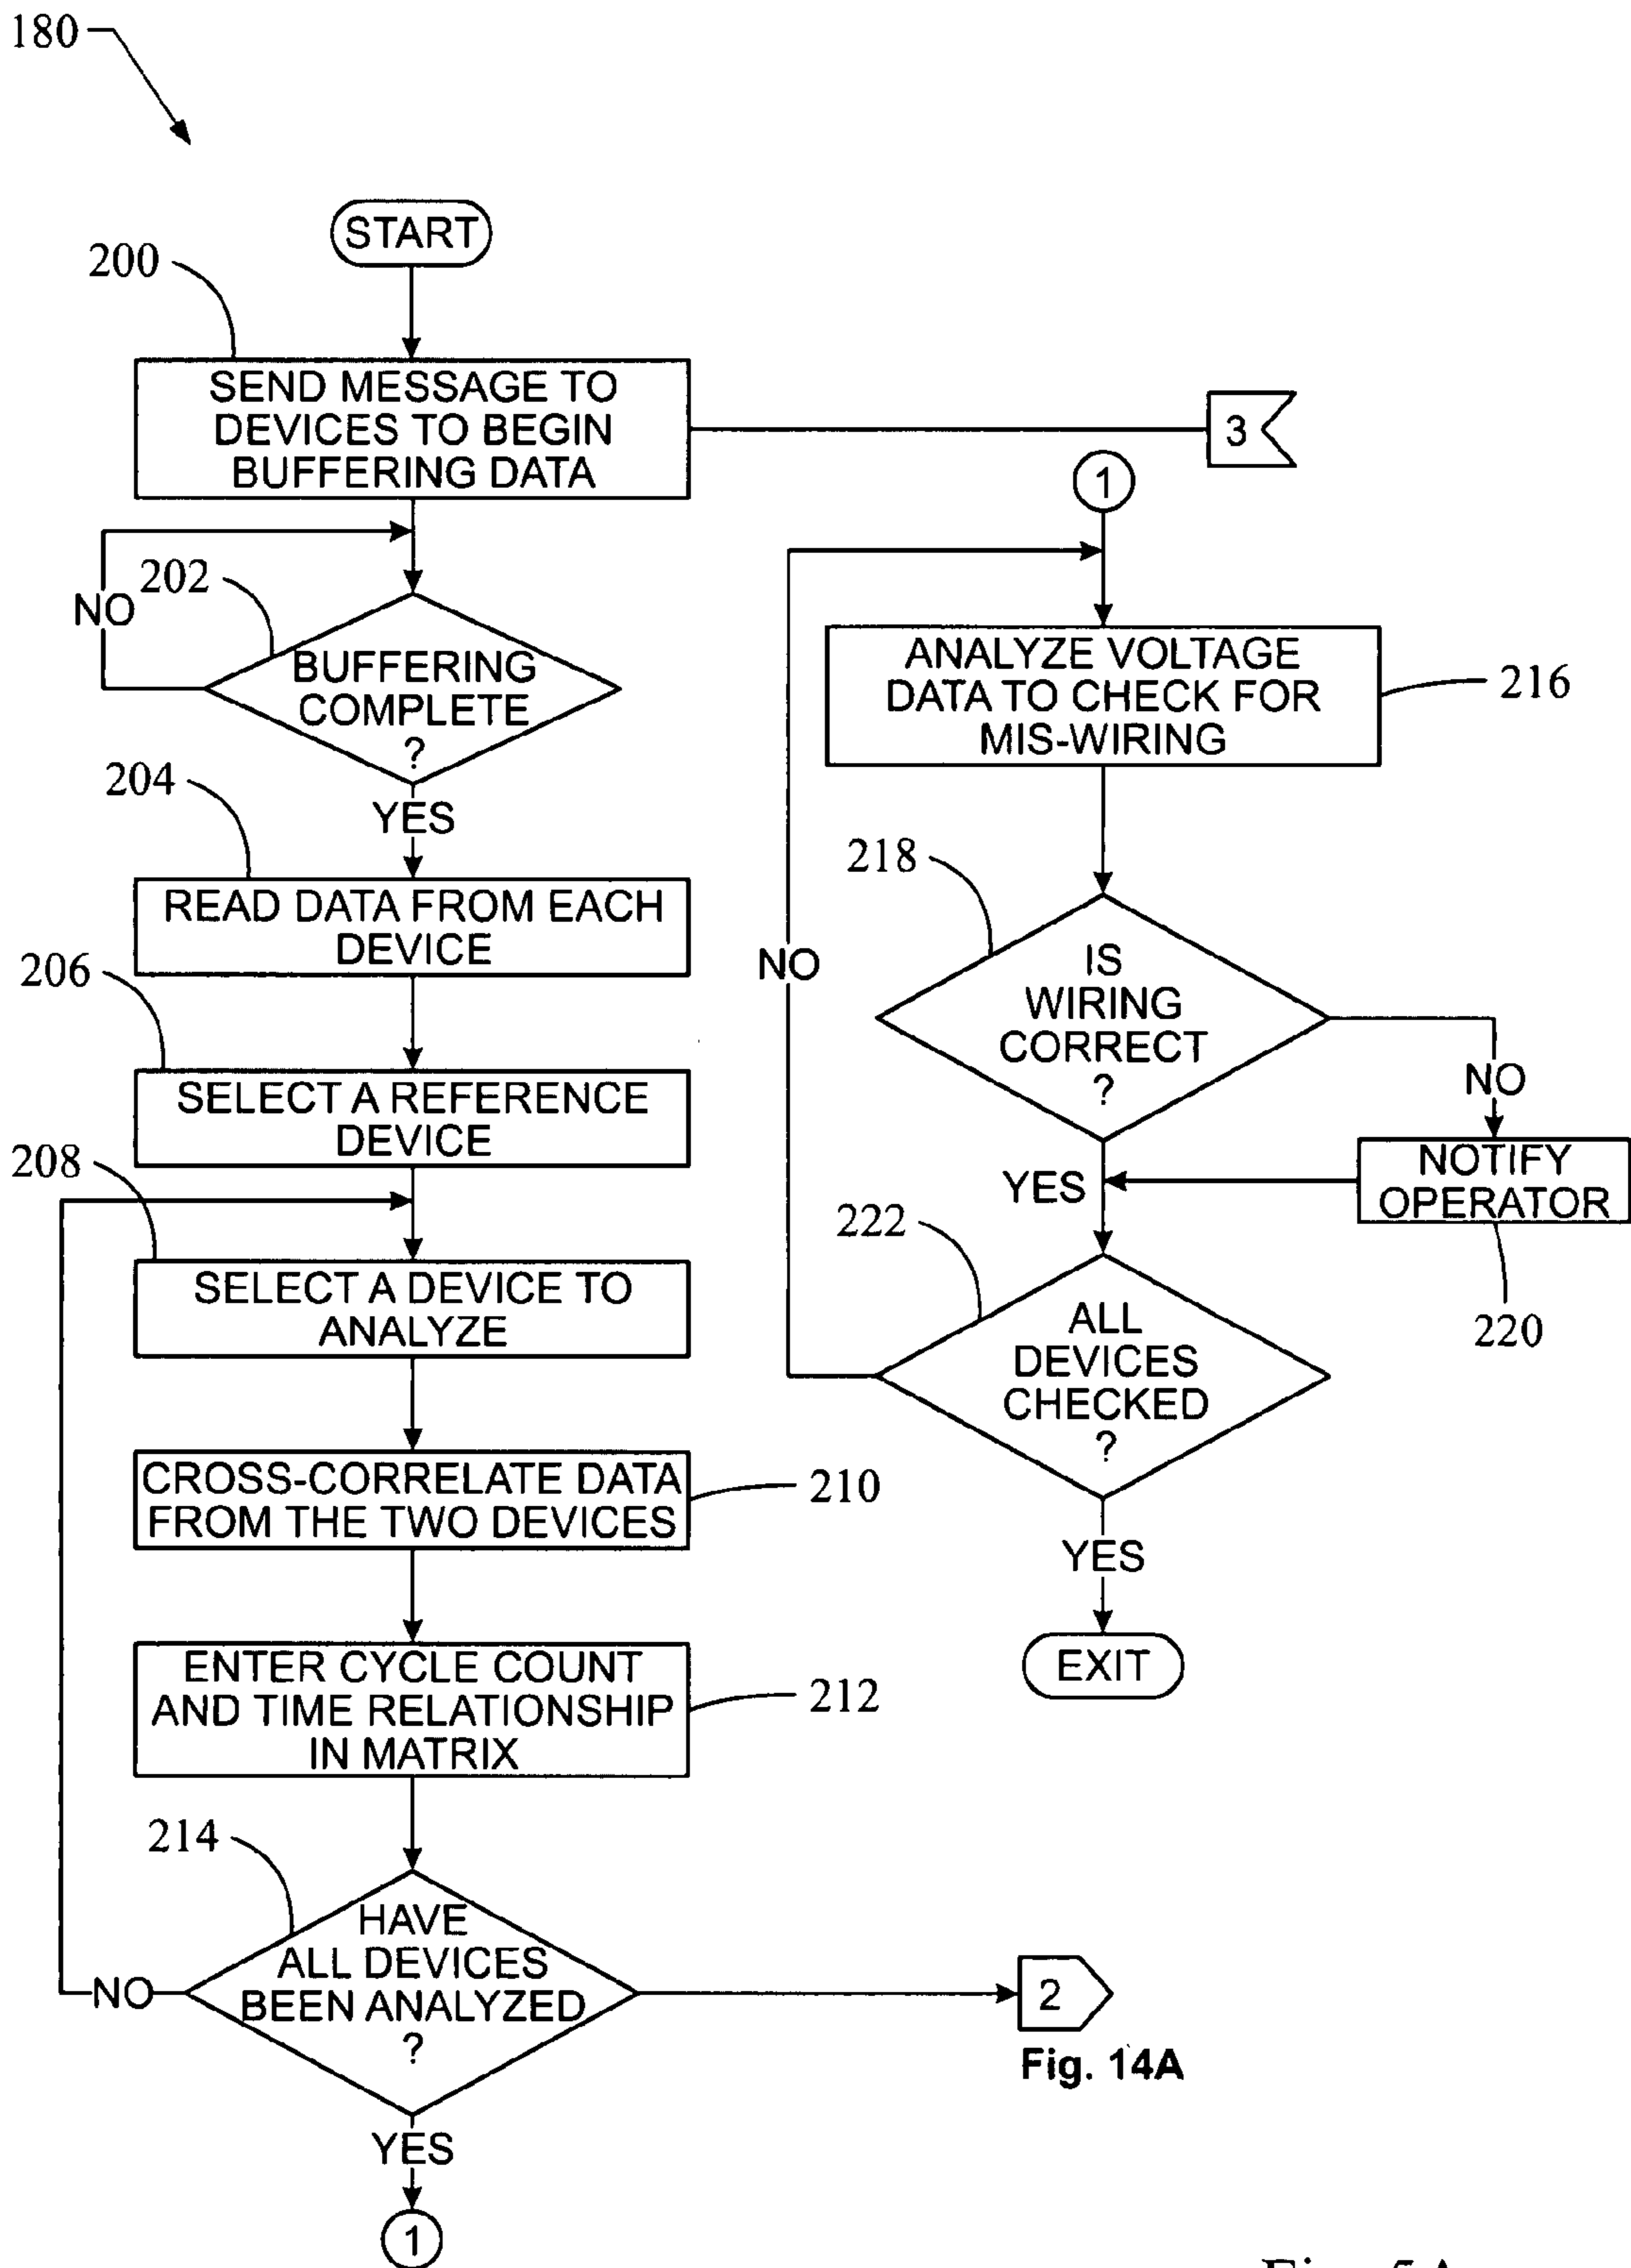 180
START
200
SEND MESSAGE TO
DEVICES TO BEGIN
BUFFERING DATA
3
202
NO
BUFFERING
COMPLETE
?
YES
204
READ DATA FROM EACH
DEVICE
206
SELECT A REFERENCE
DEVICE
208
SELECT A DEVICE TO
ANALYZE
CROSS-CORRELATE DATA
FROM THE TWO DEVICES
210
ENTER CYCLE COUNT
AND TIME RELATIONSHIP
IN MATRIX
212
214
HAVE
ALL DEVICES
BEEN ANALYZED
?
NO
2
Fig. 14A
YES
1
1
ANALYZE VOLTAGE
DATA TO CHECK FOR
MIS-WIRING
216
218
NO
IS
WIRING
CORRECT
?
NO
YES
NOTIFY
OPERATOR
220
222
ALL
DEVICES
CHECKED
?
YES
EXIT